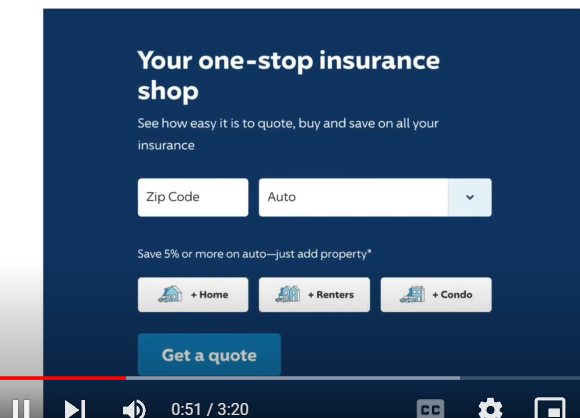 Your one-stop insurance
shop
See how easy it is to quote, buy and save on all your
insurance
Zip Code
Auto
Save 5% or more on auto—just add property*
+ Home
+ Renters
+ Condo
Get a quote
0:51 / 3:20
CC